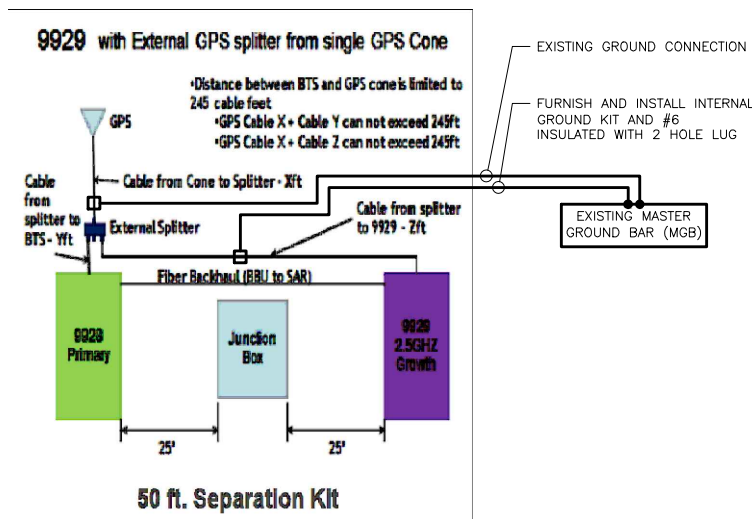 9929 with External GPS splitter from single GPS Cone
•Distance between BTS and GPS cone is limited to
245 cable feet
•GPS Cable X + Cable Y can not exceed 245ft
•GPS Cable X + Cable Z can not exceed 245ft
EXISTING GROUND CONNECTION
FURNISH AND INSTALL INTERNAL
GROUND KIT AND #6
INSULATED WITH 2 HOLE LUG
GPS
Cable from Cone to Splitter - Xft
Cable
from
splitter to
BTS - Yft
External Splitter
Cable from splitter
to 9929 - Zft
EXISTING MASTER
GROUND BAR (MGB)
Fiber Backhaul (BBU to SAR)
9928
Primary
Junction
Box
9929
2.5GHZ
Growth
25'
25'
50 ft. Separation Kit